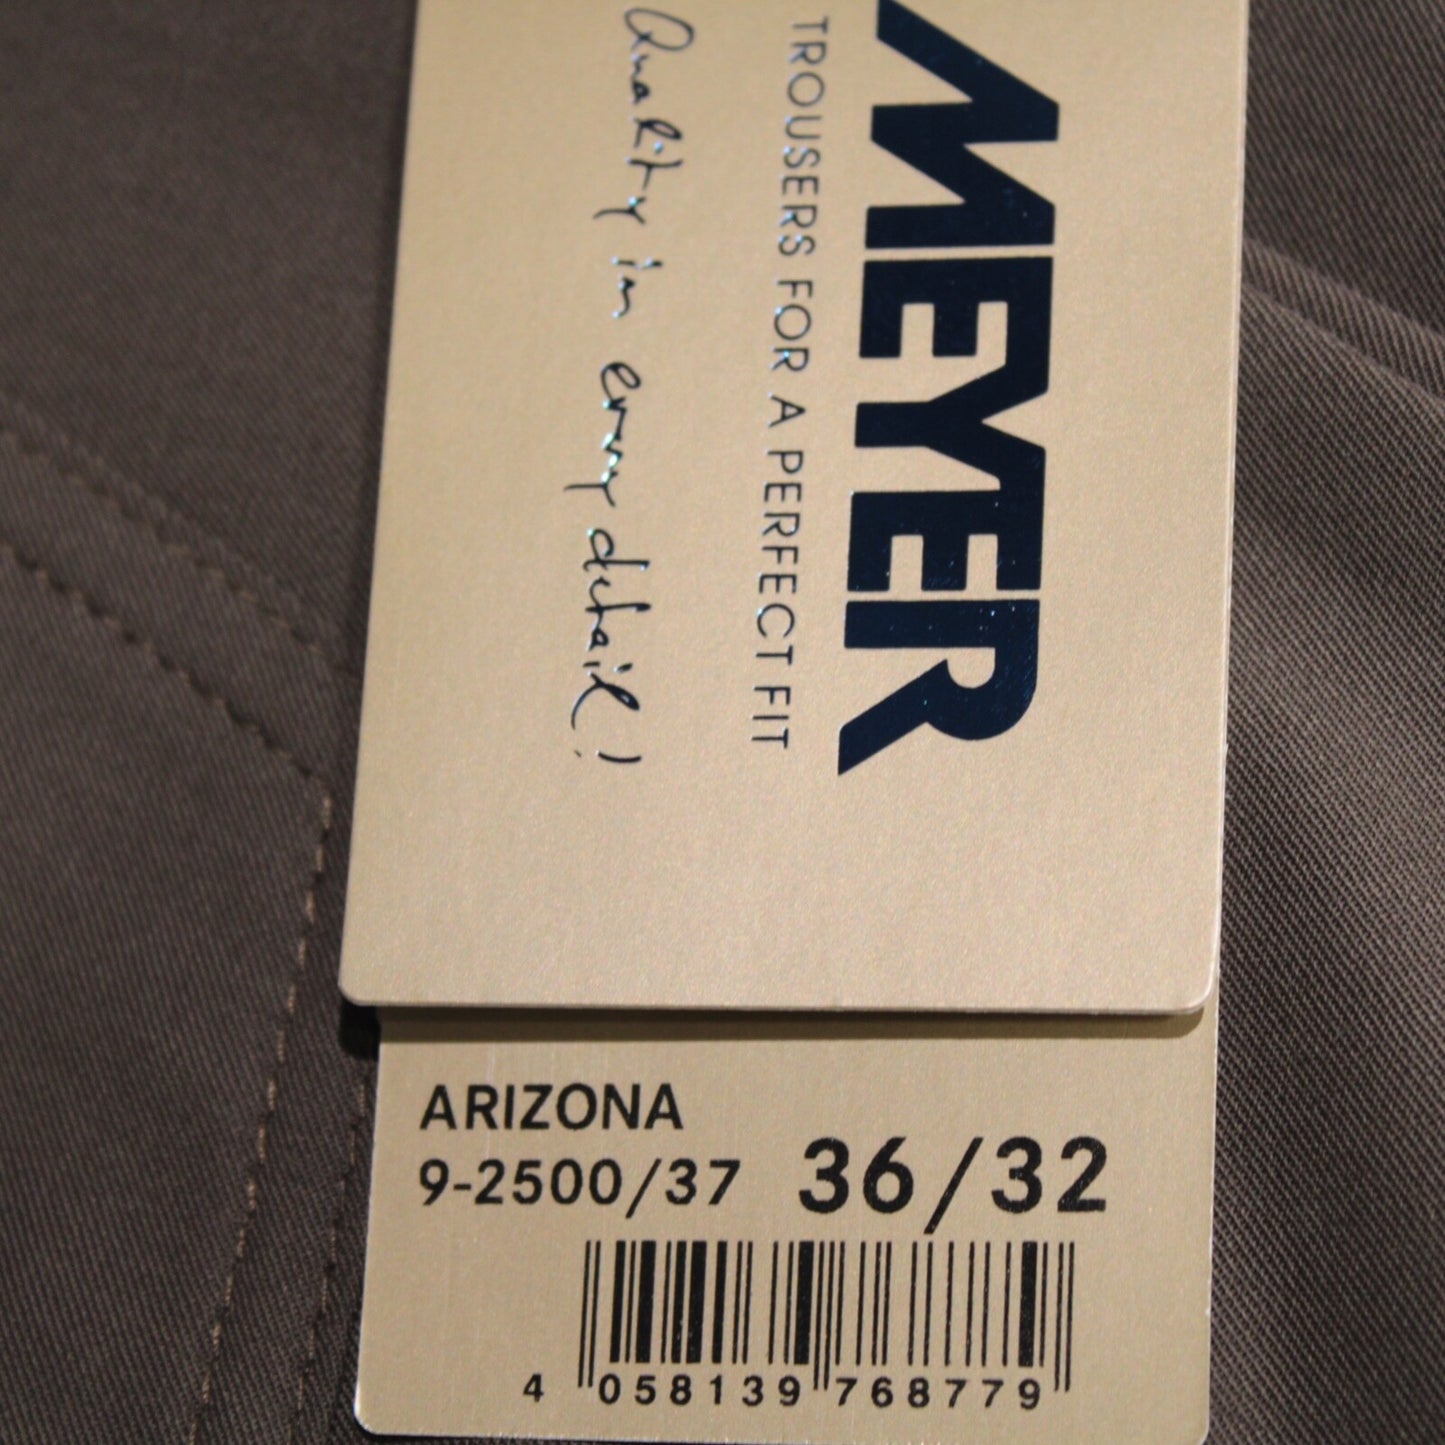 MEYER
TROUSERS FOR A PERFECT FIT
Quality in every detail!
ARIZONA
9-2500/37 36/32
4 058139 768779